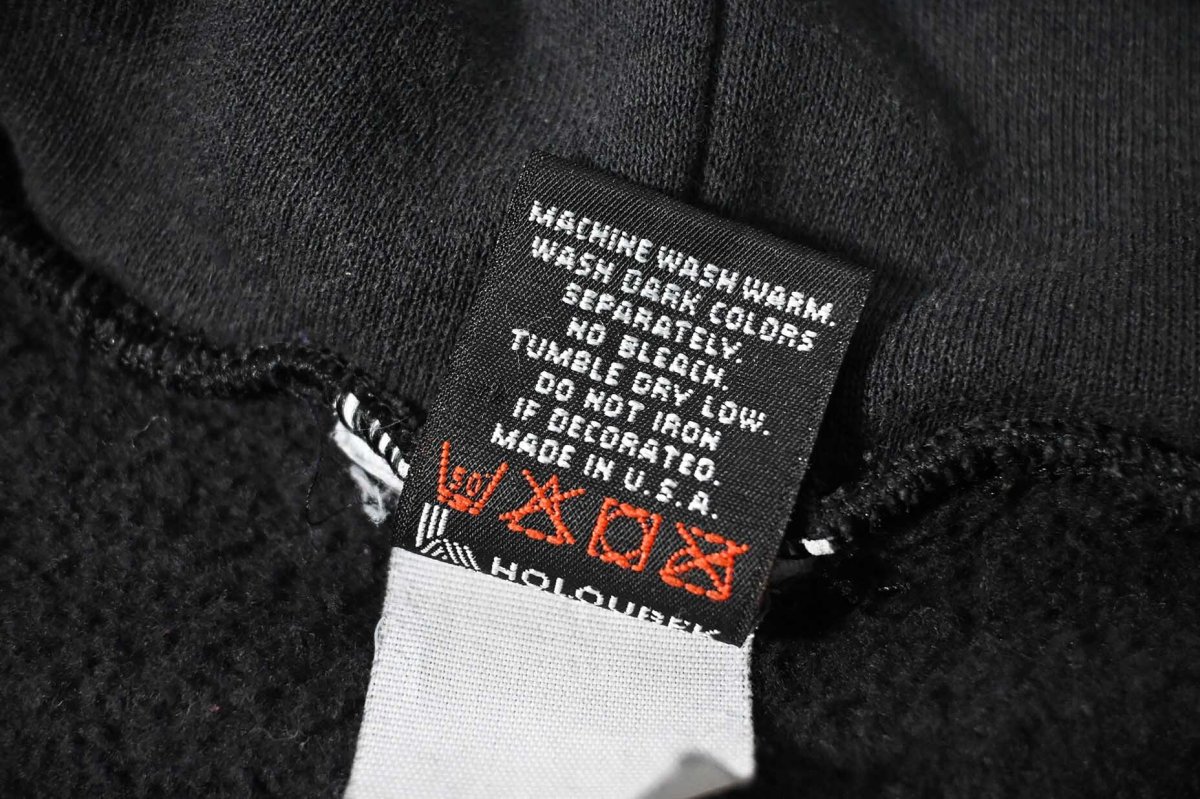 MACHINE WASH WARM.
WASH DARK COLORS
SEPARATELY.
NO BLEACH.
TUMBLE DRY LOW.
DO NOT IRON
IF DECORATED.
MADE IN U.S.A.
50
HOLOUBEK